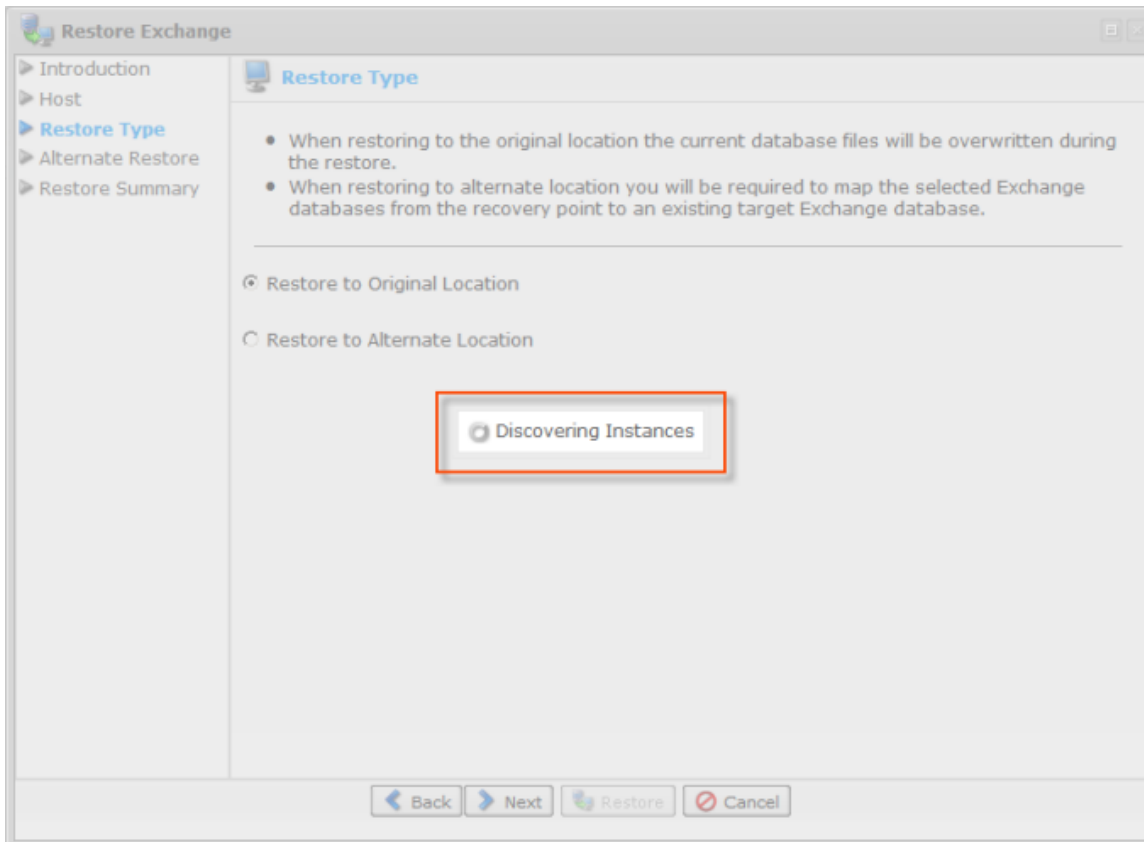 Restore Exchange
Introduction
Host
Restore Type
Alternate Restore
Restore Summary
Restore Type
When restoring to the original location the current database files will be overwritten during
the restore.
When restoring to alternate location you will be required to map the selected Exchange
databases from the recovery point to an existing target Exchange database.
Restore to Original Location
Restore to Alternate Location
Discovering Instances
Back Next Restore Cancel